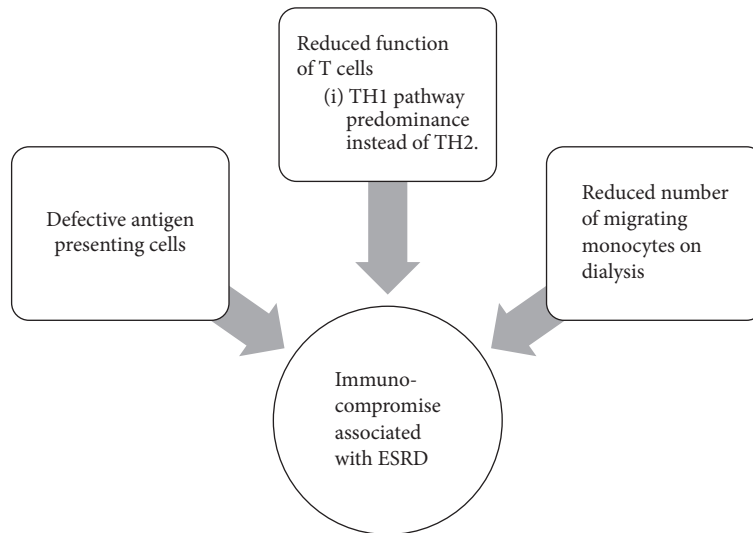 Reduced function
of T cells
(i) TH1 pathway
predominance
instead of TH2.
Defective antigen
presenting cells
Reduced number
of migrating
monocytes on
dialysis
Immuno-
compromise
associated
with ESRD